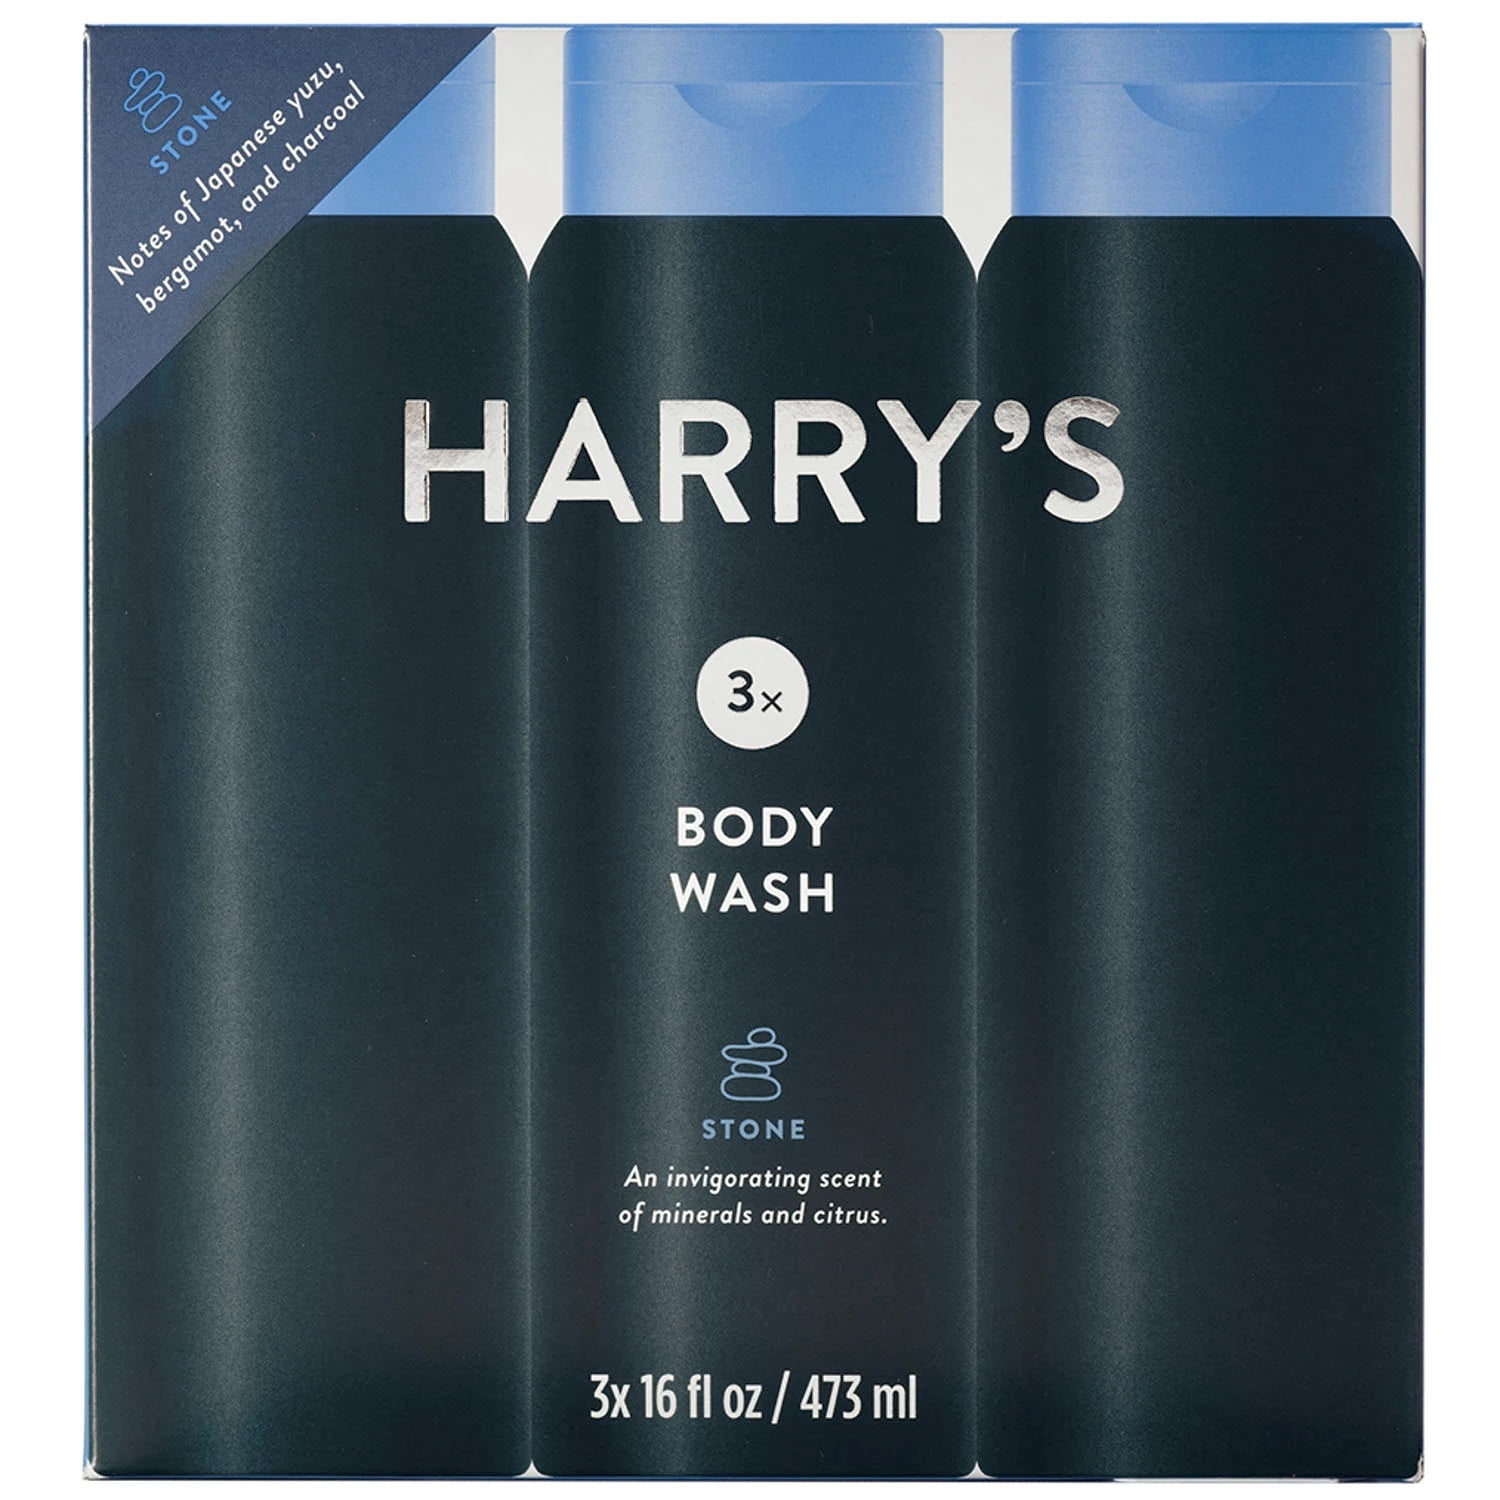 STONE
Notes of Japanese yuzu,
bergamot, and charcoal
HARRY'S
3x
BODY
WASH
STONE
An invigorating scent
of minerals and citrus.
3x 16 fl oz / 473 ml